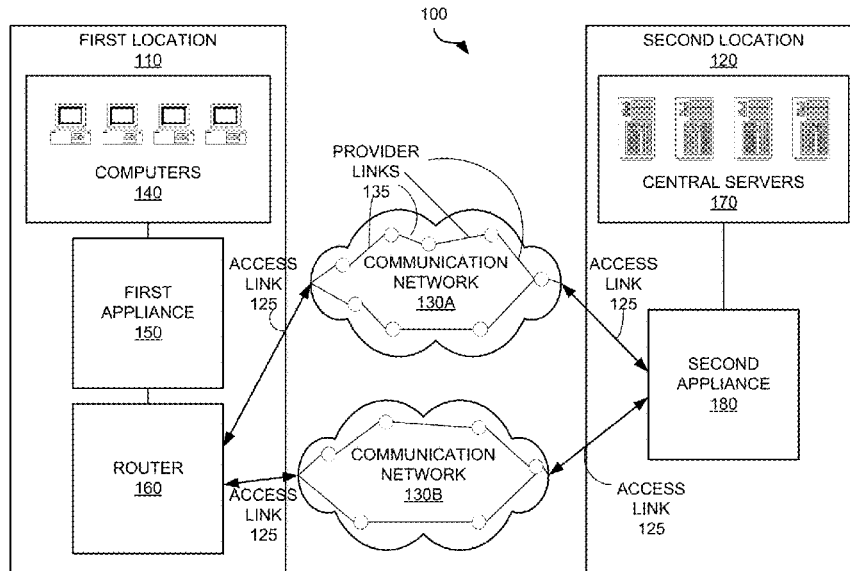 100
FIRST LOCATION
110
COMPUTERS
140
FIRST
APPLIANCE
150
ROUTER
160
ACCESS
LINK
125
ACCESS
LINK
125
PROVIDER
LINKS
135
COMMUNICATION
NETWORK
130A
COMMUNICATION
NETWORK
130B
ACCESS
LINK
125
ACCESS
LINK
125
SECOND LOCATION
120
CENTRAL SERVERS
170
SECOND
APPLIANCE
180